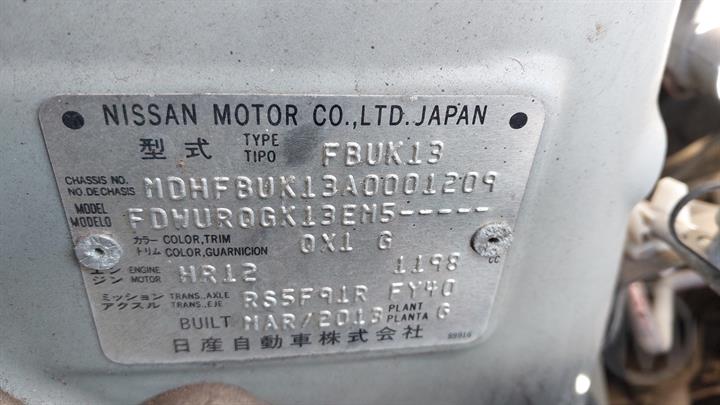 NISSAN MOTOR CO.,LTD. JAPAN
型式 TYPE TIPO FBUK13
CHASSIS NO. NO.DE CHASIS MDHFBUK13A0001209
MODEL MODELO FDWURQGK13EM5-----
カラー トリム COLOR,TRIM COLOR,GUARNICION QX1 G
エンジン ENGINE MOTOR HR12 1198 cc
ミッション アクスル TRANS.,AXLE TRANS.,EJE RS5F91R FY40
BUILT MAR/2013 PLANT PLANTA G
日産自動車株式会社 89916